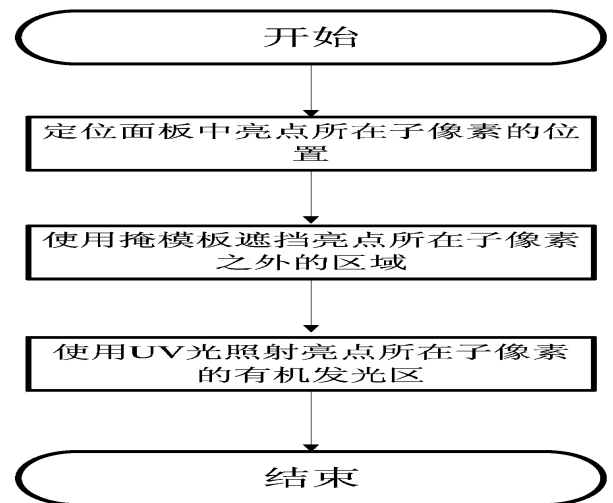 开始
定位面板中亮点所在子像素的位
置
使用掩模板遮挡亮点所在子像素
之外的区域
使用UV光照射亮点所在子像素
的有机发光区
结束